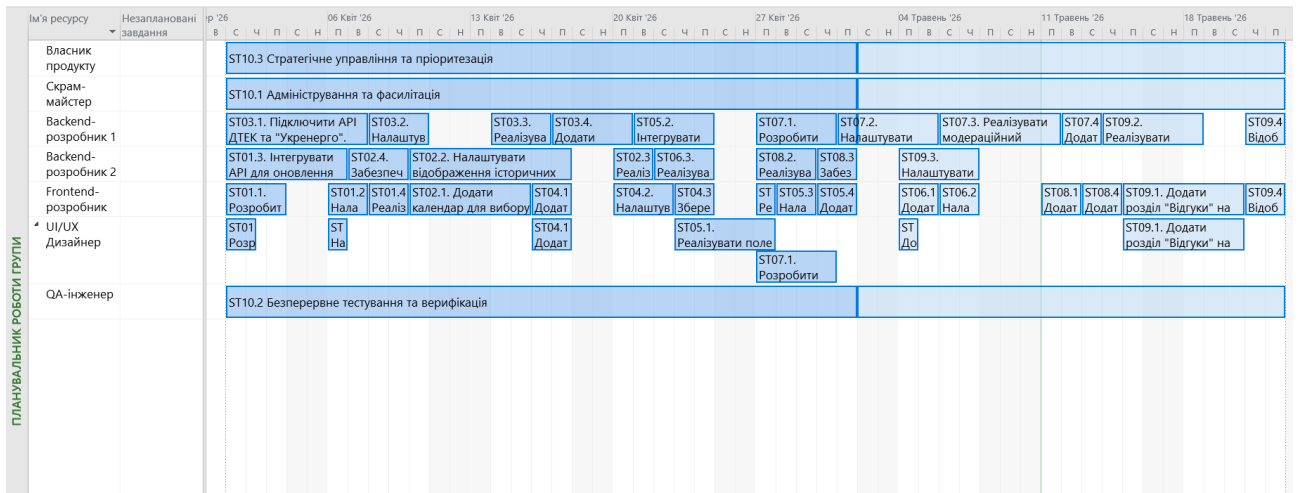 Ім'я ресурсу
Незаплановані завдання
ер '26
06 Квіт '26
13 Квіт '26
20 Квіт '26
27 Квіт '26
04 Травень '26
11 Травень '26
18 Травень '26
В С Ч П С Н П В С Ч П С Н П В С Ч П С Н П В С Ч П С Н П В С Ч П С Н П В С Ч П С Н П В С Ч П С Н П В С Ч П
ПЛАНУВАЛЬНИК РОБОТИ ГРУПИ
Власник
продукту
ST10.3 Стратегічне управління та пріоритезація
Скрам-
майстер
ST10.1 Адміністрування та фасилітація
Backend-
розробник 1
ST03.1. Підключити API
ДТЕК та "Укренерго".
ST03.2.
Налаштув
ST03.3.
Реалізува
ST03.4.
Додати
ST05.2.
Інтегрувати
ST07.1.
Розробити
ST07.2.
Налаштувати
ST07.3. Реалізувати
модераційний
ST07.4
Додат
ST09.2.
Реалізувати
ST09.4
Відоб
Backend-
розробник 2
ST01.3. Інтегрувати
API для оновлення
ST02.4.
Забезпеч
ST02.2. Налаштувати
відображення історичних
ST02.3
Реаліз
ST06.3.
Реалізува
ST08.2.
Реалізува
ST08.3
Забез
ST09.3.
Налаштувати
Frontend-
розробник
ST01.1.
Розробит
ST01.2
Нала
ST01.4
Реаліз
ST02.1. Додати
календар для вибору
ST04.1
Додат
ST04.2.
Налаштув
ST04.3
Збере
ST
Ре
ST05.3
Нала
ST05.4
Додат
ST06.1
Додат
ST06.2
Нала
ST08.1
Додат
ST08.4
Додат
ST09.1. Додати
розділ "Відгуки" на
ST09.4
Відоб
UI/UX
Дизайнер
ST01
Розр
ST
На
ST04.1
Додат
ST05.1.
Реалізувати поле
ST
До
ST09.1. Додати
розділ "Відгуки" на
ST07.1.
Розробити
QA-інженер
ST10.2 Безперервне тестування та верифікація